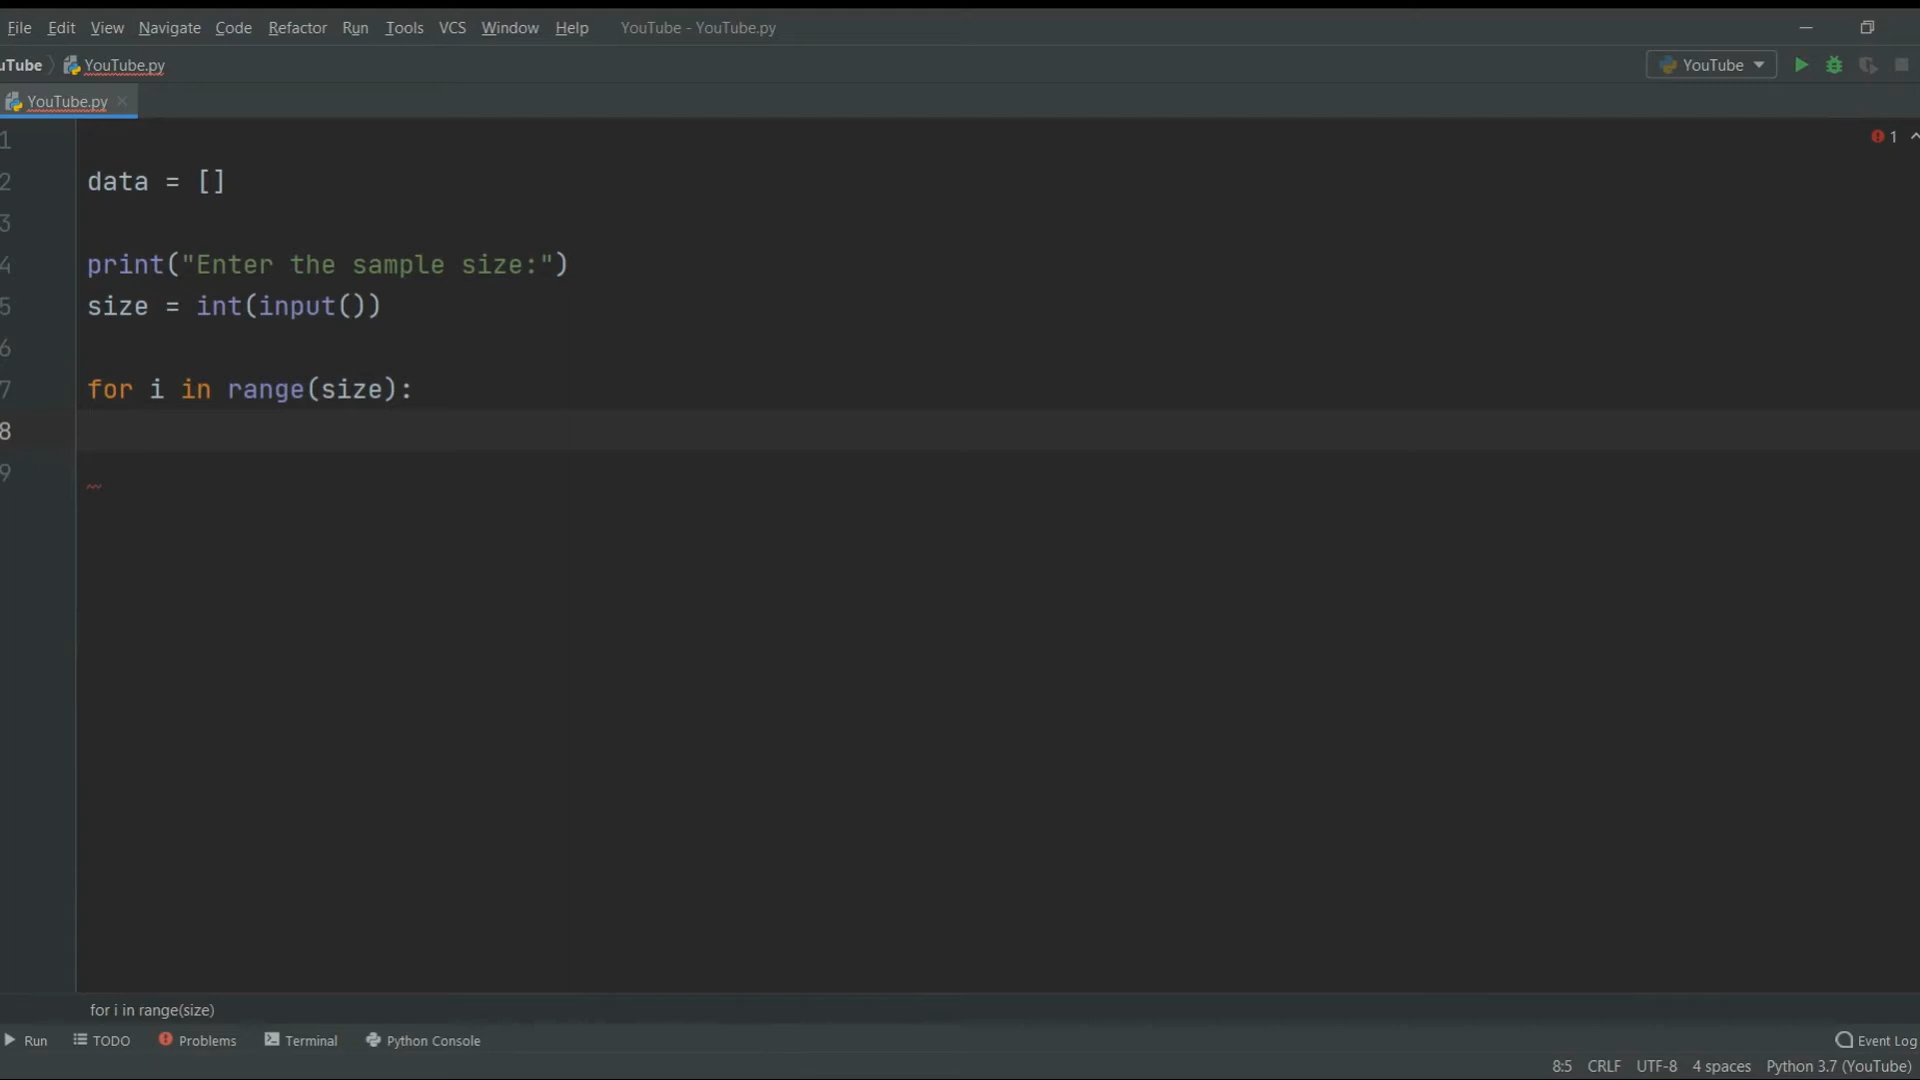 File Edit View Navigate Code Refactor Run Tools VCS Window Help YouTube - YouTube.py
uTube YouTube.py YouTube
YouTube.py
1
1
2 data = []
3
4 print("Enter the sample size:")
5 size = int(input())
6
7 for i in range(size):
8
9
for i in range(size)
Run TODO Problems Terminal Python Console Event Log
8:5 CRLF UTF-8 4 spaces Python 3.7 (YouTube)